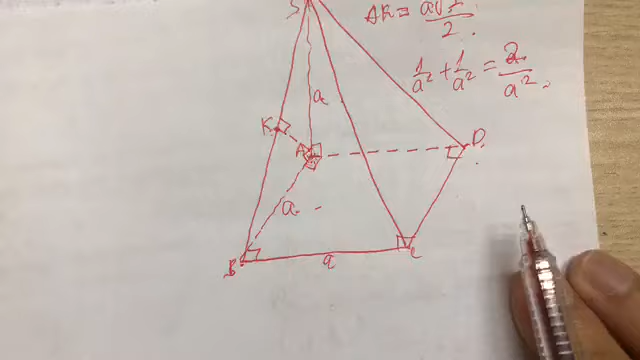 S
AK = a√2/2.
1/a² + 1/a² = 2/a².
a
K
A
D
a
B
a
C